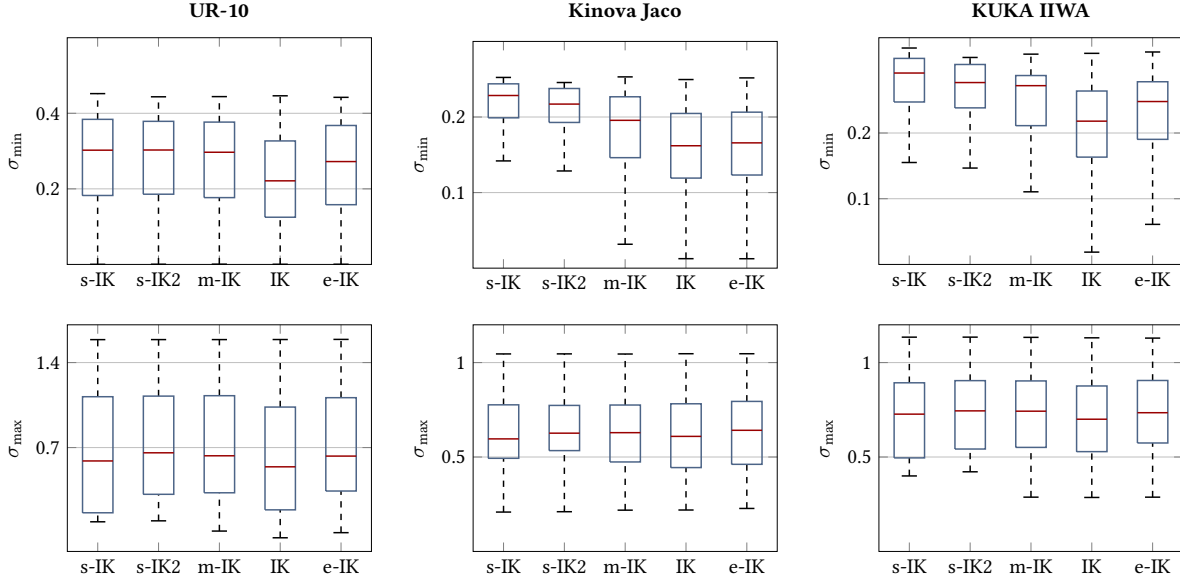 UR-10
Kinova Jaco
KUKA IIWA
σmin
0.4
0.2
s-IK s-IK2 m-IK IK e-IK
σmin
0.2
0.1
s-IK s-IK2 m-IK IK e-IK
σmin
0.2
0.1
s-IK s-IK2 m-IK IK e-IK
σmax
1.4
0.7
s-IK s-IK2 m-IK IK e-IK
σmax
1
0.5
s-IK s-IK2 m-IK IK e-IK
σmax
1
0.5
s-IK s-IK2 m-IK IK e-IK